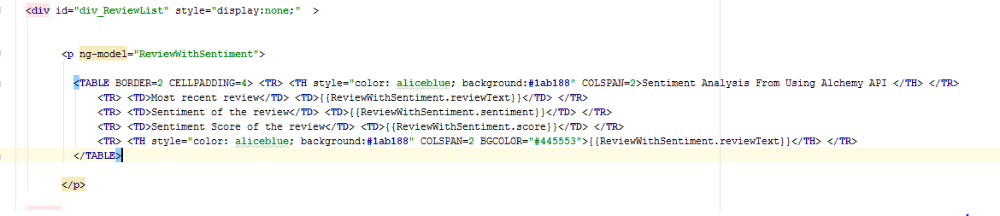 <div id="div_ReviewList" style="display:none;"  >
<p ng-model="ReviewWithSentiment">
<TABLE BORDER=2 CELLPADDING=4> <TR> <TH style="color: aliceblue; background:#1ab188" COLSPAN=2>Sentiment Analysis From Using Alchemy API </TH> </TR>
<TR> <TD>Most recent review</TD> <TD>{{ReviewWithSentiment.reviewText}}</TD> </TR>
<TR> <TD>Sentiment of the review</TD> <TD>{{ReviewWithSentiment.sentiment}}</TD> </TR>
<TR> <TD>Sentiment Score of the review</TD> <TD>{{ReviewWithSentiment.score}}</TD> </TR>
<TR> <TH style="color: aliceblue; background:#1ab188" COLSPAN=2 BGCOLOR="#445553">{{ReviewWithSentiment.reviewText}}</TH> </TR>
</TABLE>
</p>